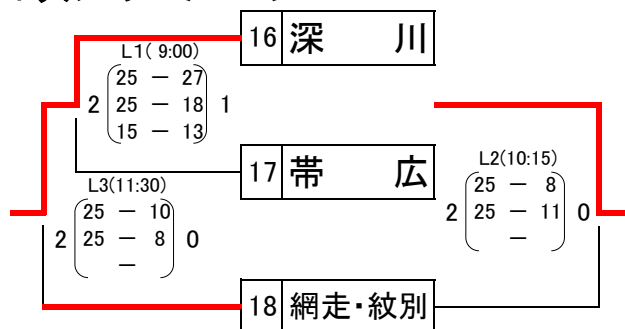 16 深 川
L1( 9:00)
25 － 27
2 25 － 18 1
15 － 13
17 帯 広
L2(10:15)
25 － 8
2 25 － 11 0
－
L3(11:30)
25 － 10
2 25 － 8 0
－
18 網走・紋別